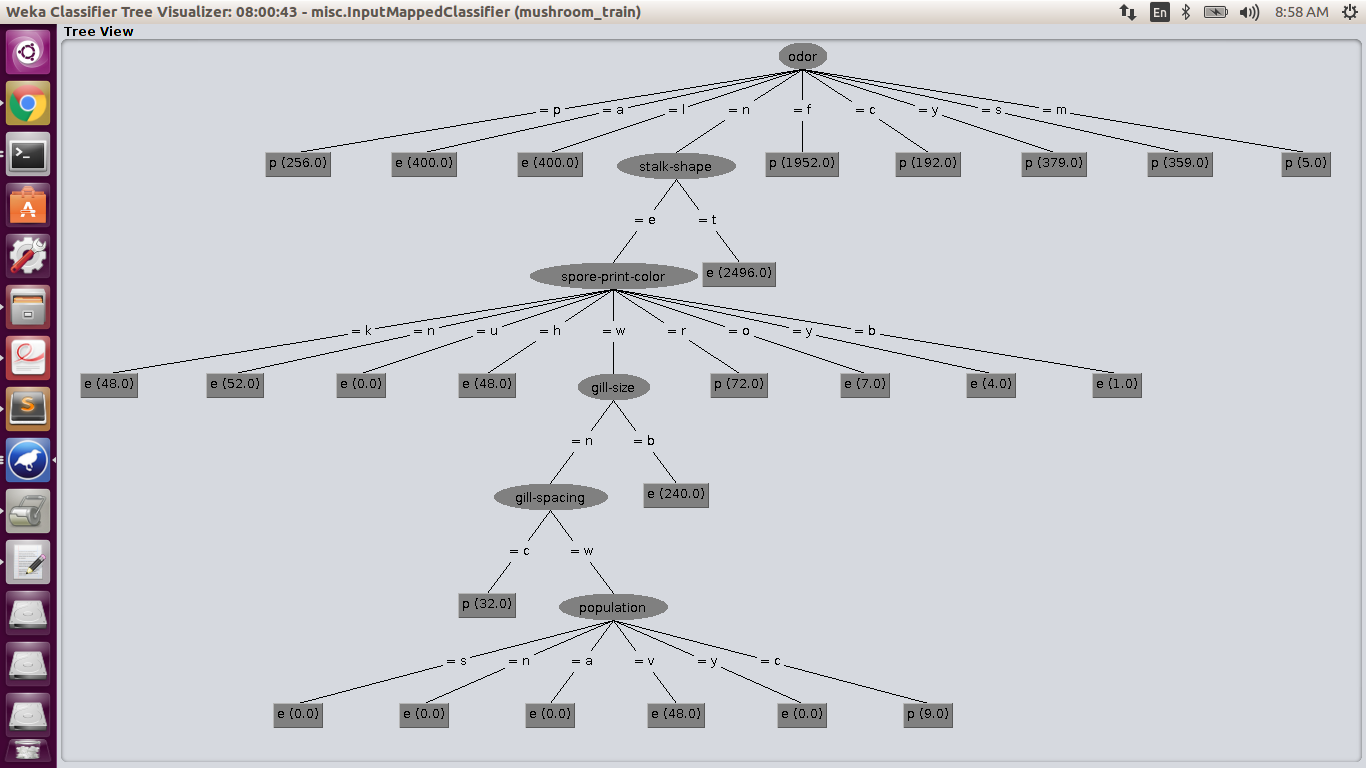 Weka Classifier Tree Visualizer: 08:00:43 - misc.InputMappedClassifier (mushroom_train)
En 8:58 AM
Tree View
odor
= p = a = l = n = f = c = y = s = m
p (256.0) e (400.0) e (400.0) stalk-shape p (1952.0) p (192.0) p (379.0) p (359.0) p (5.0)
= e = t
spore-print-color e (2496.0)
= k = n = u = h = w = r = o = y = b
e (48.0) e (52.0) e (0.0) e (48.0) gill-size p (72.0) e (7.0) e (4.0) e (1.0)
= n = b
gill-spacing e (240.0)
= c = w
p (32.0) population
= s = n = a = v = y = c
e (0.0) e (0.0) e (0.0) e (48.0) e (0.0) p (9.0)